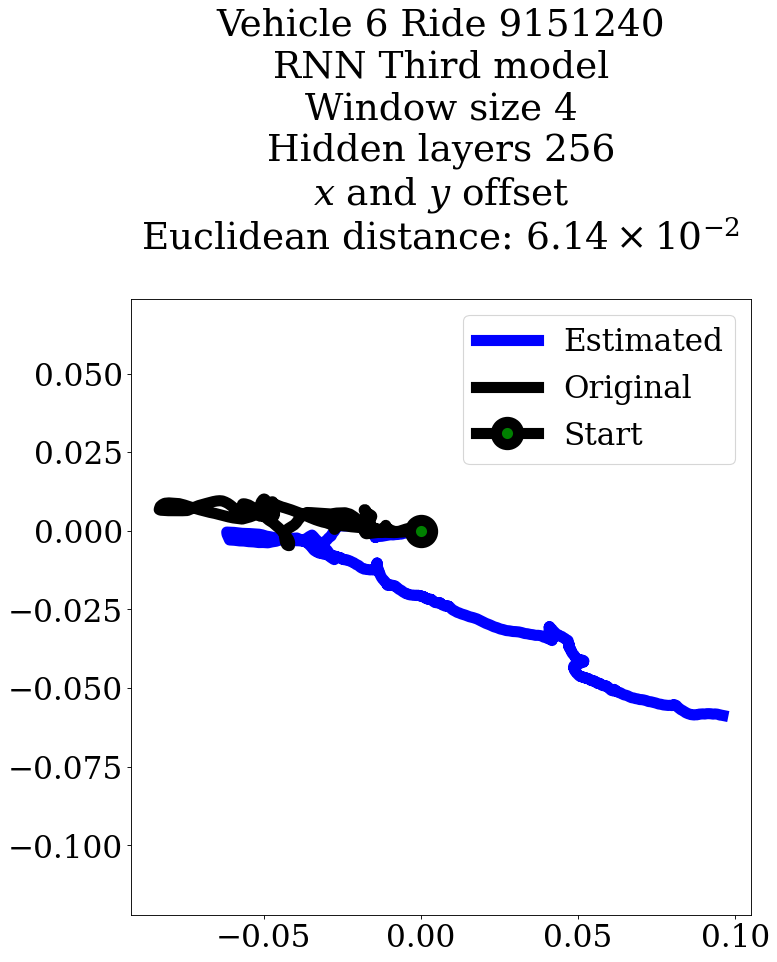 Vehicle 6 Ride 9151240
RNN Third model
Window size 4
Hidden layers 256
x and y offset
Euclidean distance: 6.14 × 10⁻²
Estimated
Original
Start
0.050
0.025
0.000
−0.025
−0.050
−0.075
−0.100
−0.05 0.00 0.05 0.10